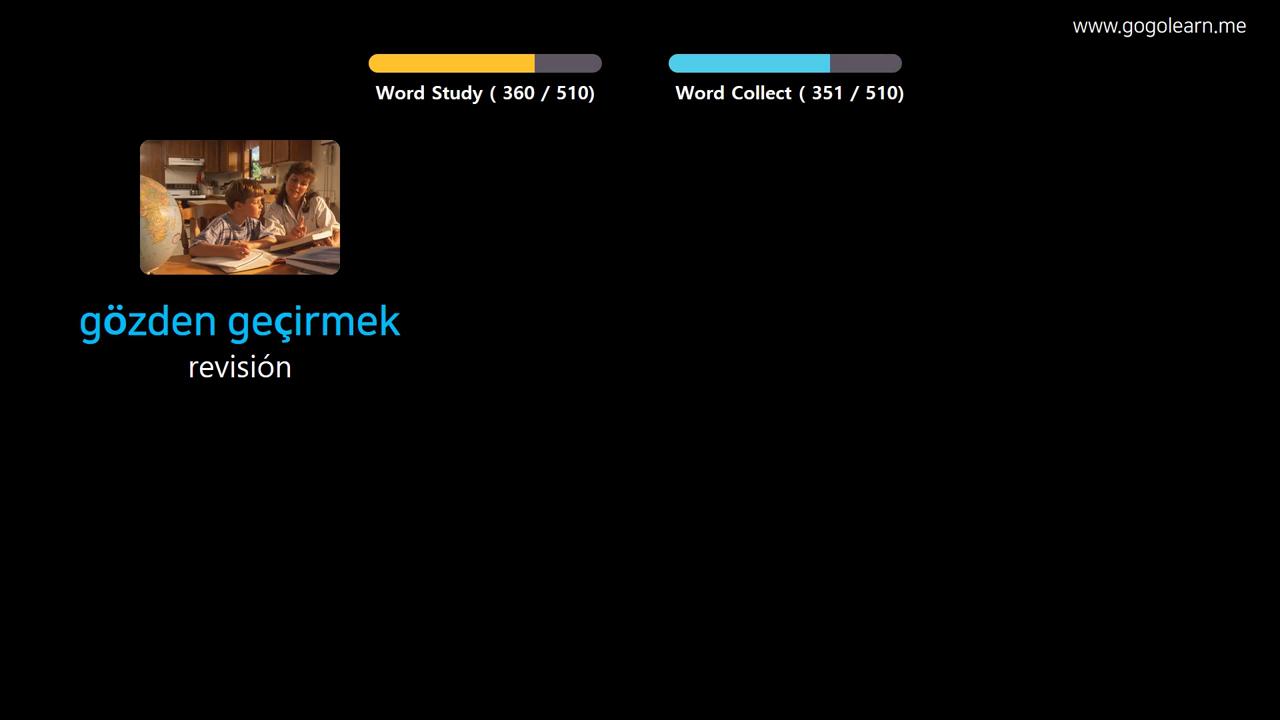 www.gogolearn.me
Word Study ( 360 / 510)
Word Collect ( 351 / 510)
gözden geçirmek
revisión